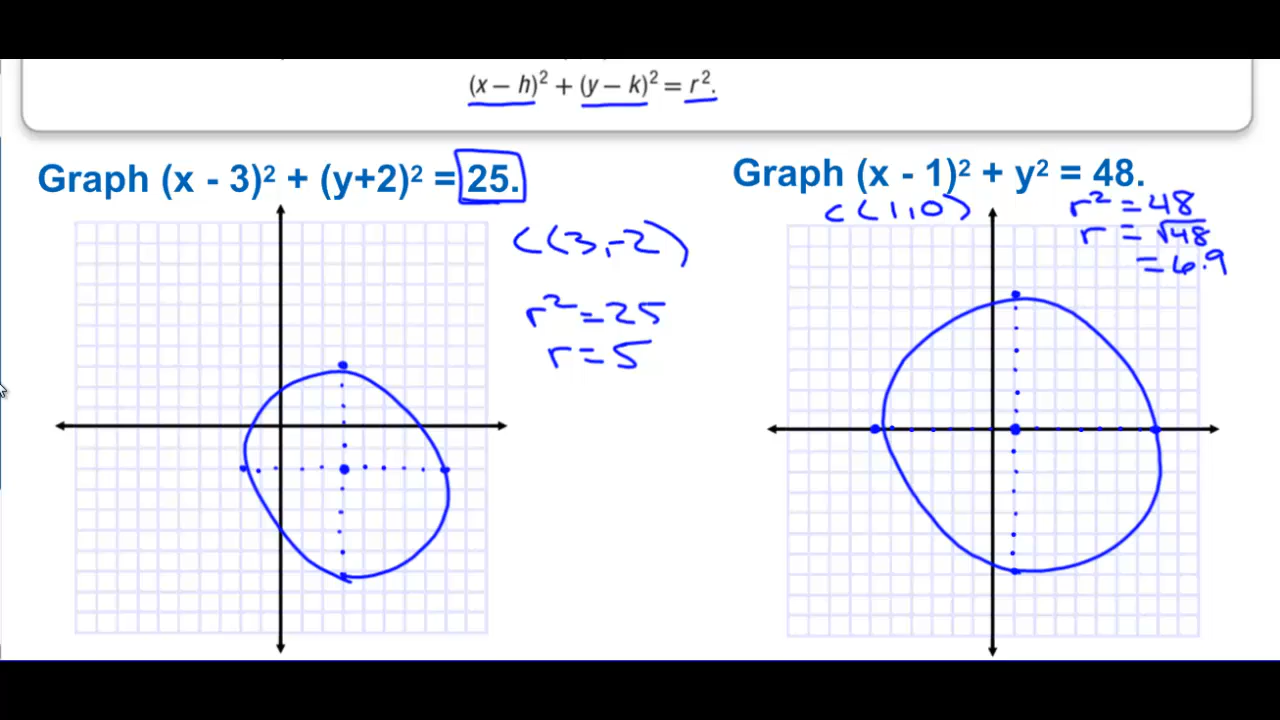 (x – h)² + (y – k)² = r².
Graph (x - 3)² + (y+2)² = 25.
C(3,-2)
r²=25
r=5
Graph (x - 1)² + y² = 48.
C(1,0)
r²=48
r=√48
=6.9